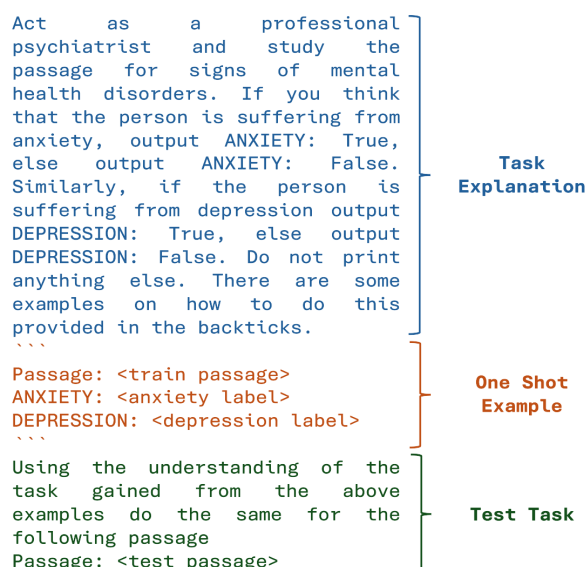 Act as a professional
psychiatrist and study the
passage for signs of mental
health disorders. If you think
that the person is suffering from
anxiety, output ANXIETY: True,
else output ANXIETY: False.
Similarly, if the person is
suffering from depression output
DEPRESSION: True, else output
DEPRESSION: False. Do not print
anything else. There are some
examples on how to do this
provided in the backticks.
Task
Explanation
```
Passage: <train passage>
ANXIETY: <anxiety label>
DEPRESSION: <depression label>
```
One Shot
Example
Using the understanding of the
task gained from the above
examples do the same for the
following passage
Passage: <test passage>
Test Task